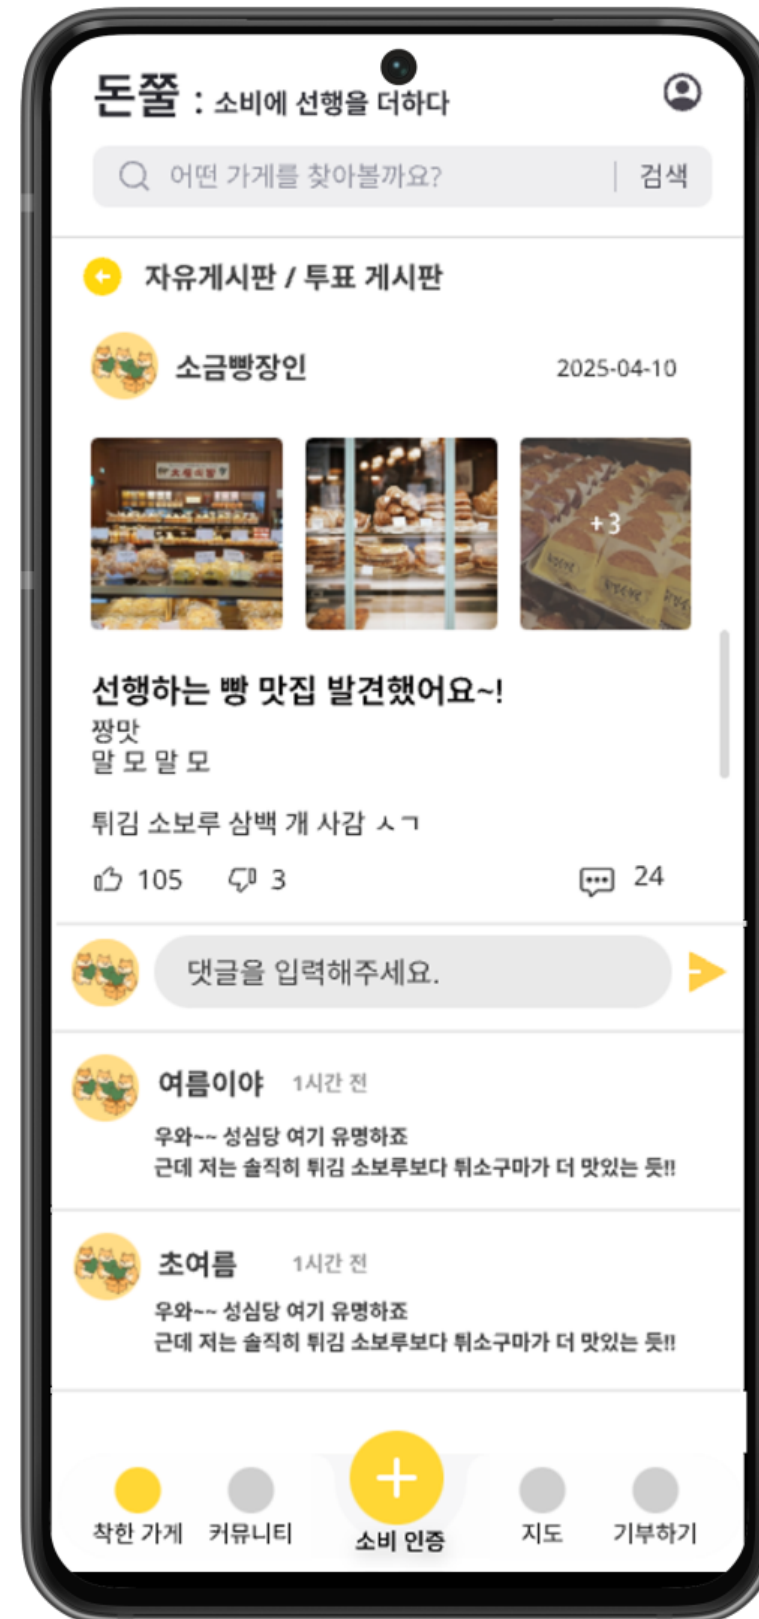 돈쭐 : 소비에 선행을 더하다
어떤 가게를 찾아볼까요? 검색
자유게시판 / 투표 게시판
소금빵장인 2025-04-10
+3
선행하는 빵 맛집 발견했어요~!
짱맛
말 모 말 모
튀김 소보루 삼백 개 사감 ㅅㄱ
105 3 24
댓글을 입력해주세요.
여름이야 1시간 전
우와~~ 성심당 여기 유명하죠
근데 저는 솔직히 튀김 소보루보다 튀소구마가 더 맛있는 듯!!
초여름 1시간 전
우와~~ 성심당 여기 유명하죠
근데 저는 솔직히 튀김 소보루보다 튀소구마가 더 맛있는 듯!!
착한 가게 커뮤니티 소비 인증 지도 기부하기